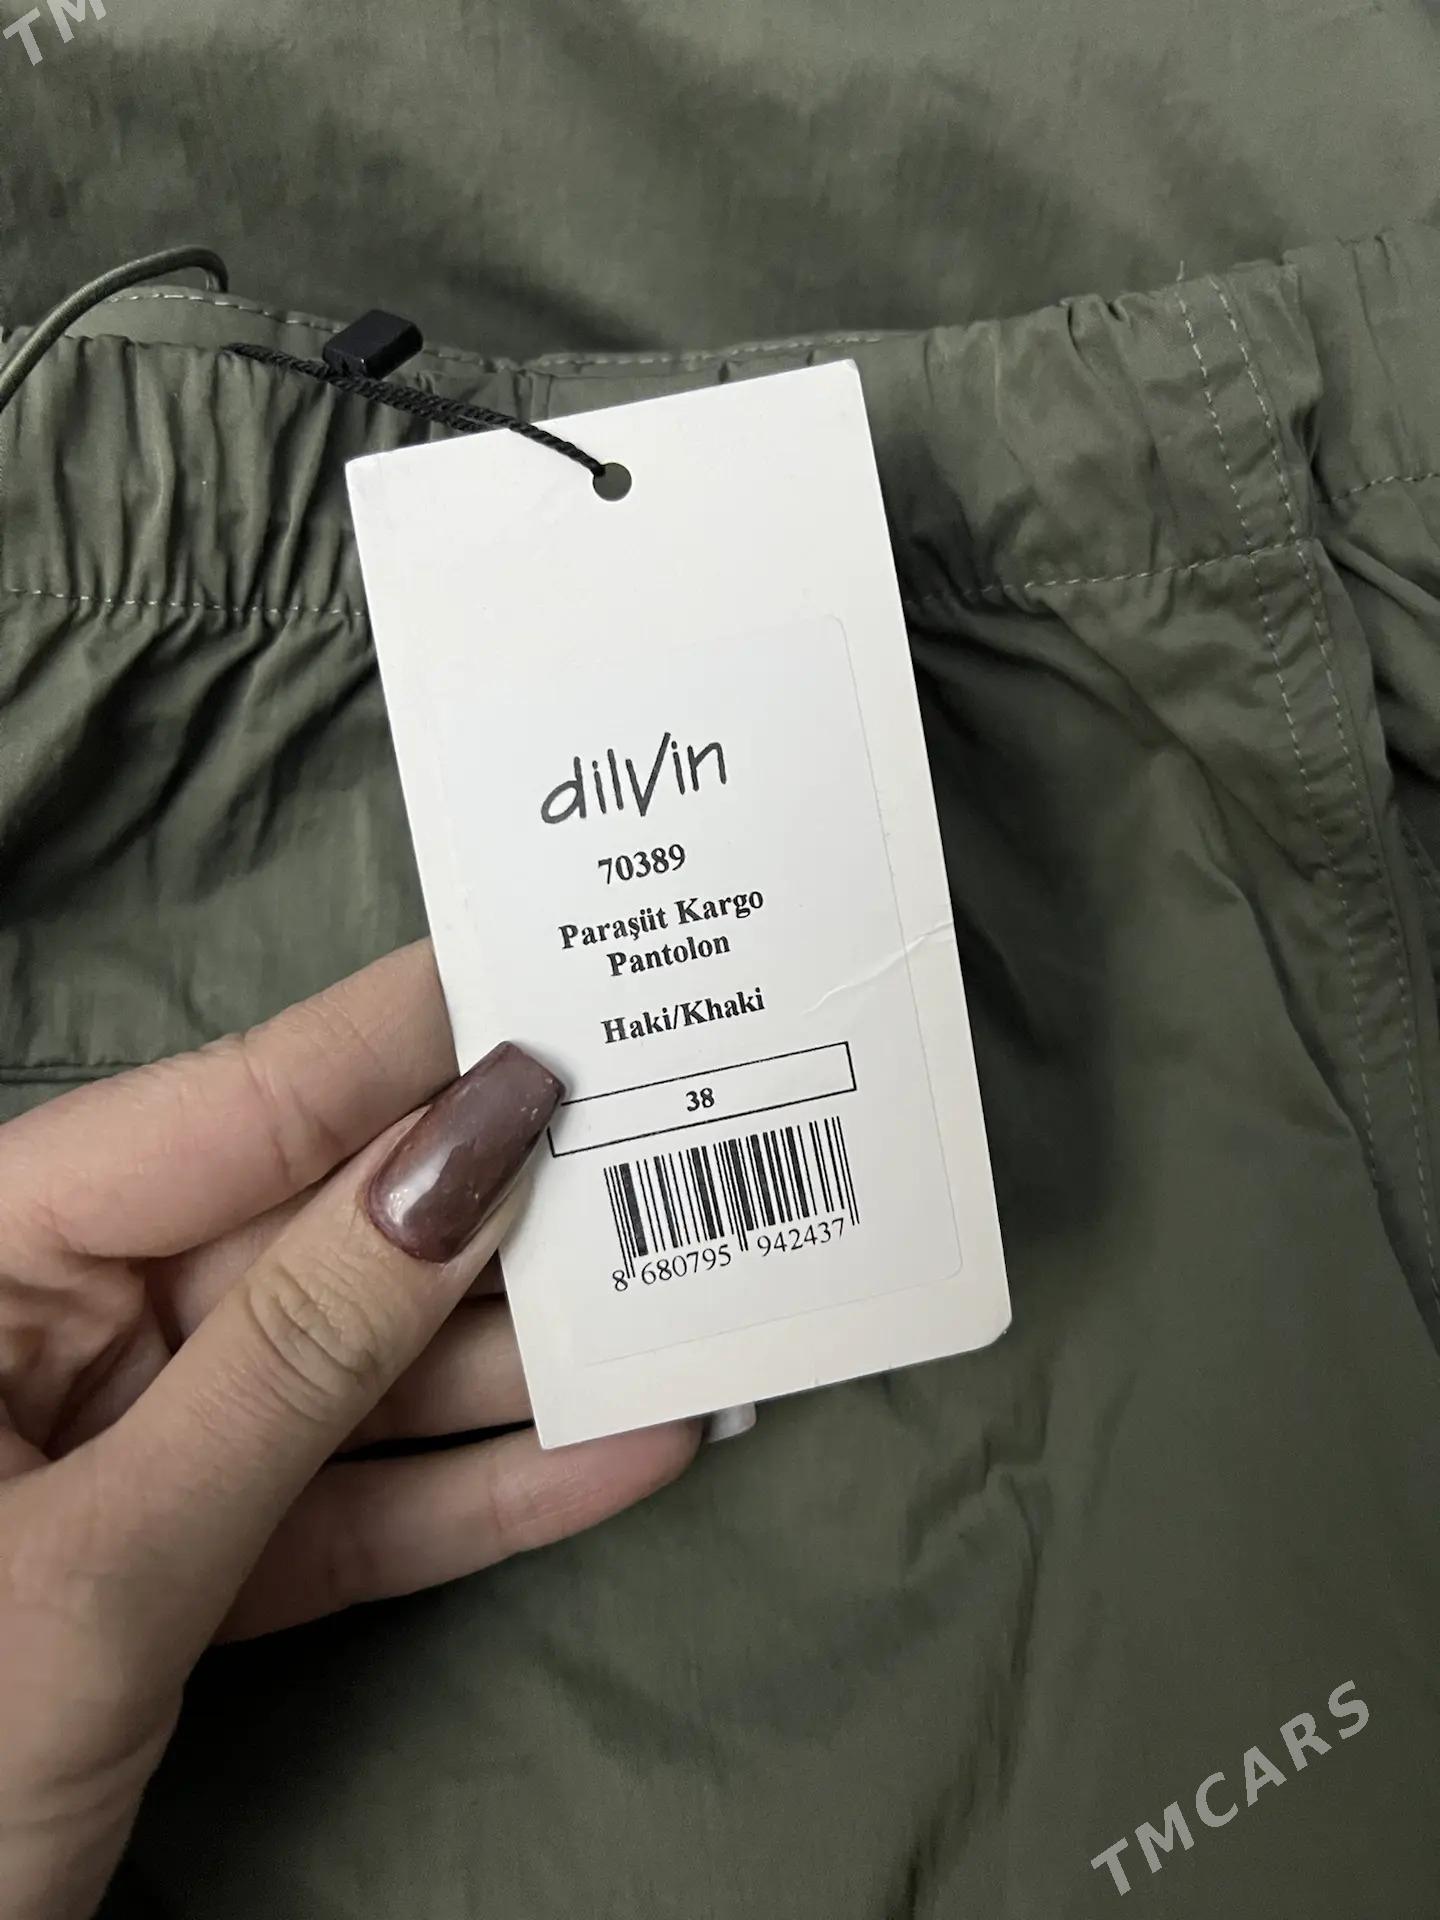 TM
dilvin
70389
Paraşüt Kargo
Pantolon
Haki/Khaki
38
8 680795 942437
TMCARS